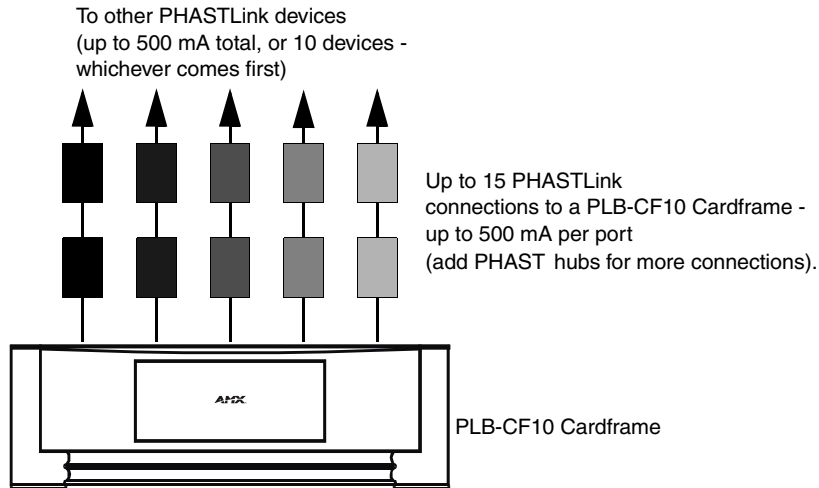 To other PHASTLink devices
(up to 500 mA total, or 10 devices -
whichever comes first)
Up to 15 PHASTLink
connections to a PLB-CF10 Cardframe -
up to 500 mA per port
(add PHAST hubs for more connections).
AMX
PLB-CF10 Cardframe